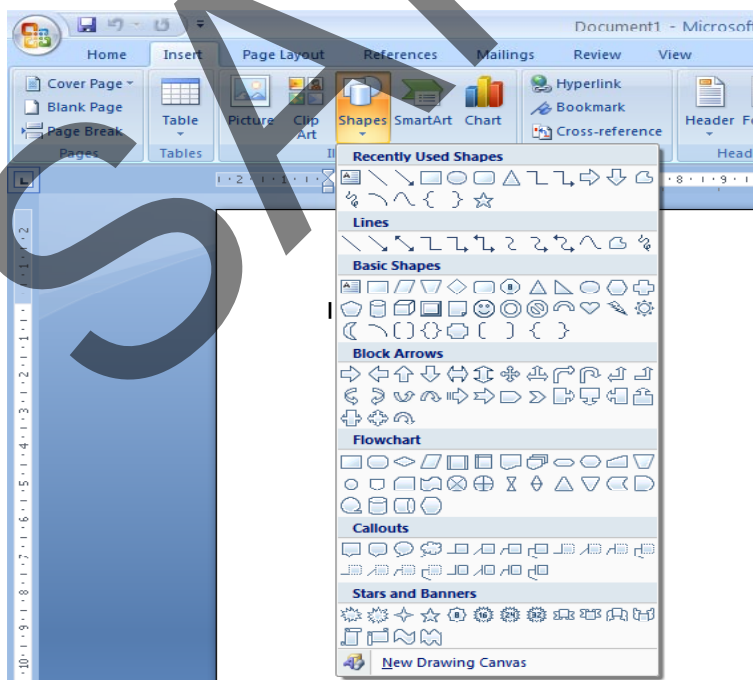 Document1 - Microsoft
Home Insert Page Layout References Mailings Review View
Cover Page
Blank Page
Page Break
Pages
Table
Tables
Picture
Clip
Art
Shapes
SmartArt
Chart
Hyperlink
Bookmark
Cross-reference
Header
Head
Recently Used Shapes
Lines
Basic Shapes
Block Arrows
Flowchart
Callouts
Stars and Banners
New Drawing Canvas